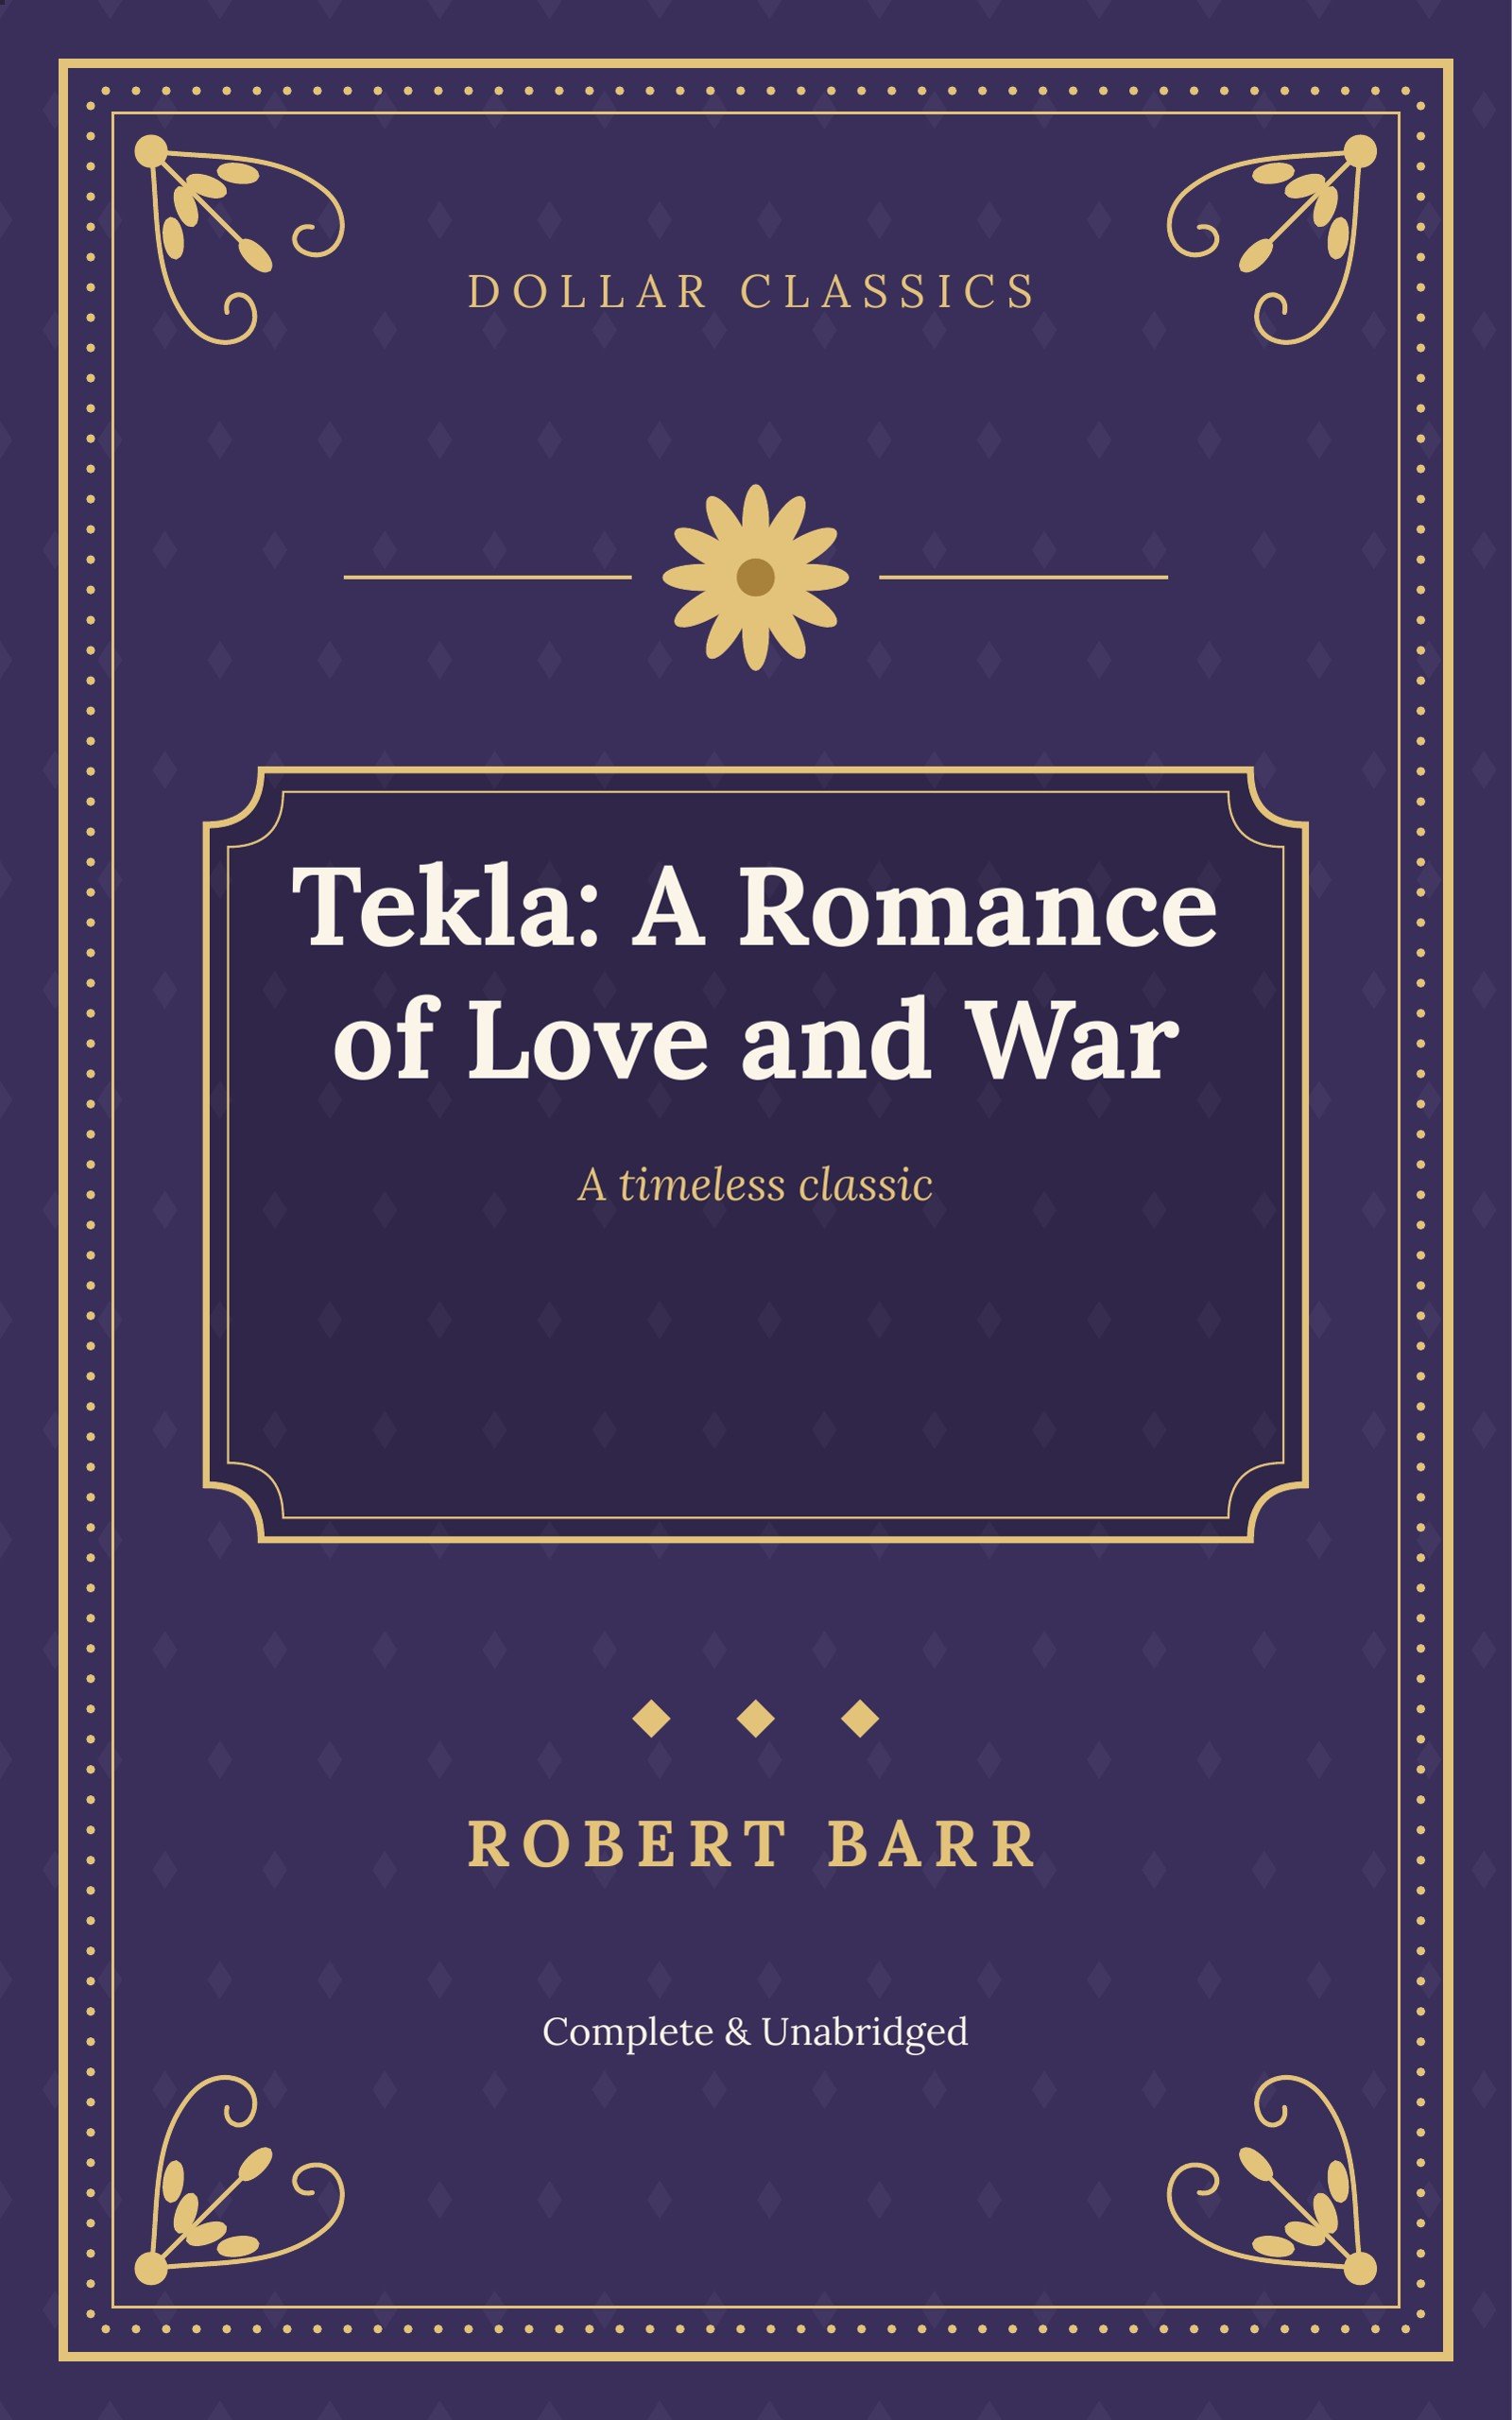 DOLLAR CLASSICS
Tekla: A Romance
of Love and War
A timeless classic
ROBERT BARR
Complete & Unabridged